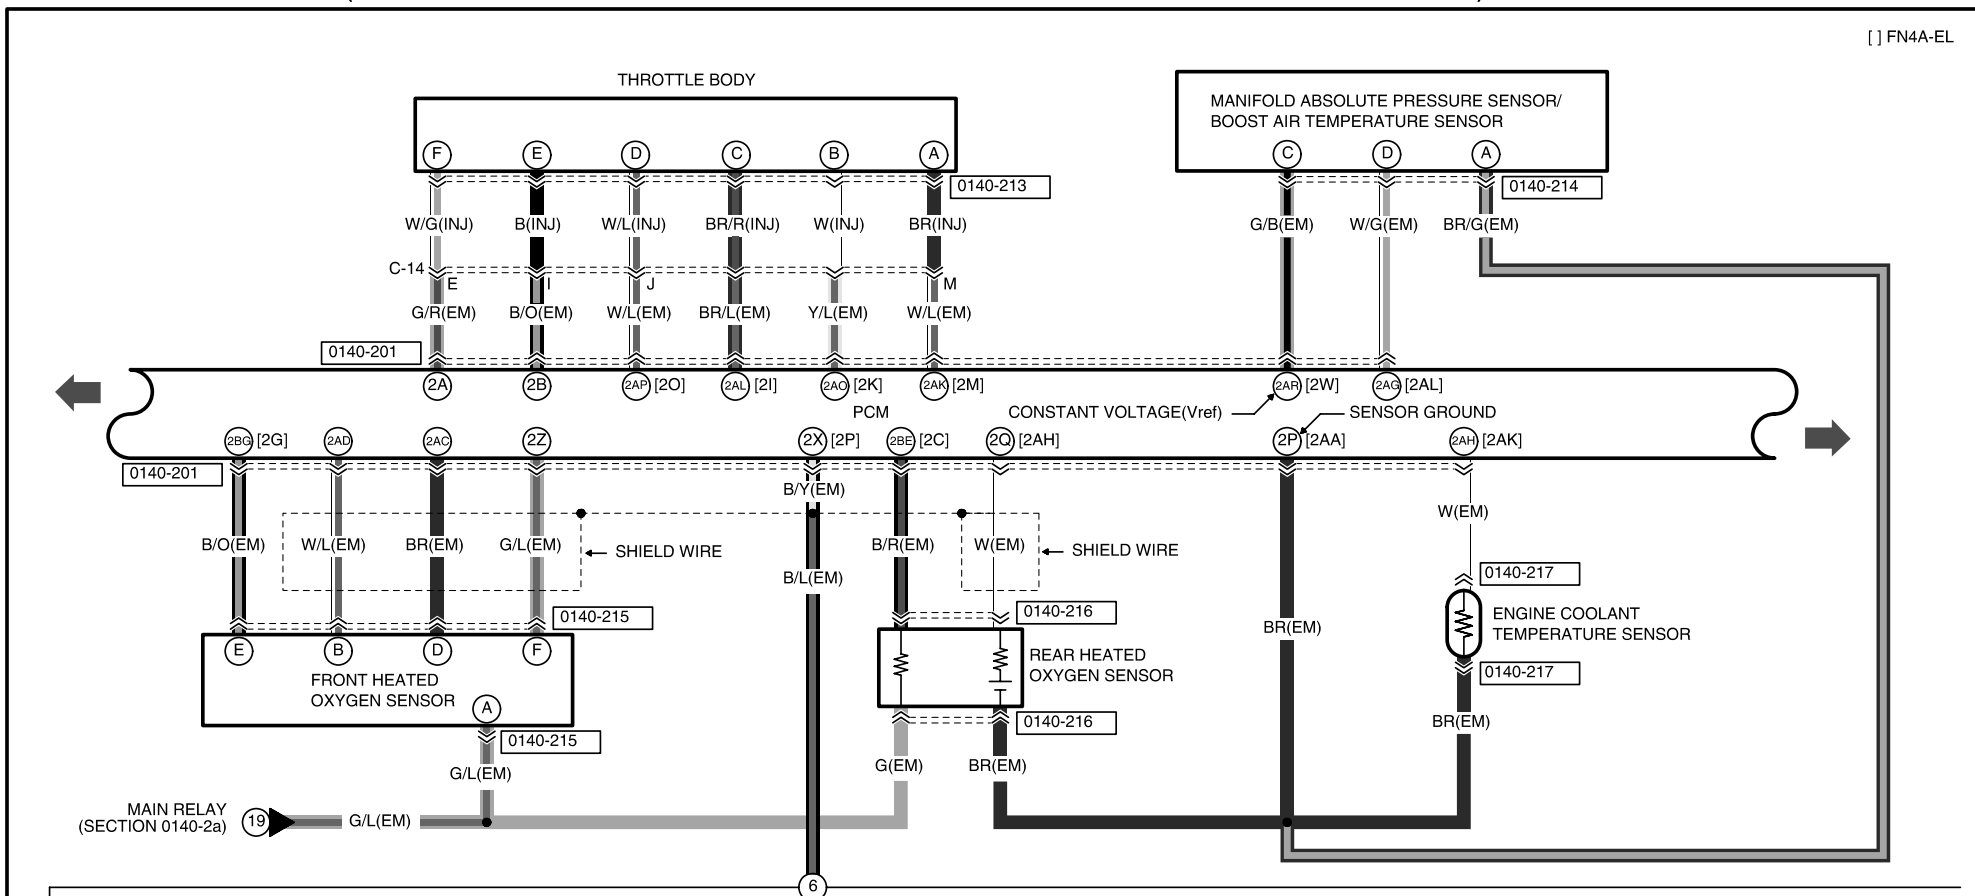 [ ] FN4A-EL
THROTTLE BODY
MANIFOLD ABSOLUTE PRESSURE SENSOR/
BOOST AIR TEMPERATURE SENSOR
F E D C B A
C D A
0140-213
0140-214
W/G(INJ) B(INJ) W/L(INJ) BR/R(INJ) W(INJ) BR(INJ)
G/B(EM) W/G(EM) BR/G(EM)
C-14
E I J M
G/R(EM) B/O(EM) W/L(EM) BR/L(EM) Y/L(EM) W/L(EM)
0140-201
2A 2B 2AP [2O] 2AL [2I] 2AO [2K] 2AK [2M] 2AR [2W] 2AG [2AL]
PCM
CONSTANT VOLTAGE(Vref)
SENSOR GROUND
2BG [2G] 2AD 2AC 2Z 2X [2P] 2BE [2C] 2Q [2AH] 2P [2AA] 2AH [2AK]
0140-201
B/Y(EM)
W(EM)
B/O(EM) W/L(EM) BR(EM) G/L(EM)
SHIELD WIRE
B/R(EM) W(EM)
SHIELD WIRE
B/L(EM)
0140-217
0140-215
0140-216
ENGINE COOLANT
TEMPERATURE SENSOR
BR(EM)
E B D F
REAR HEATED
OXYGEN SENSOR
0140-217
FRONT HEATED
OXYGEN SENSOR
A
0140-216
BR(EM)
0140-215
G/L(EM)
G(EM) BR(EM)
MAIN RELAY
(SECTION 0140-2a)
19
G/L(EM)
6